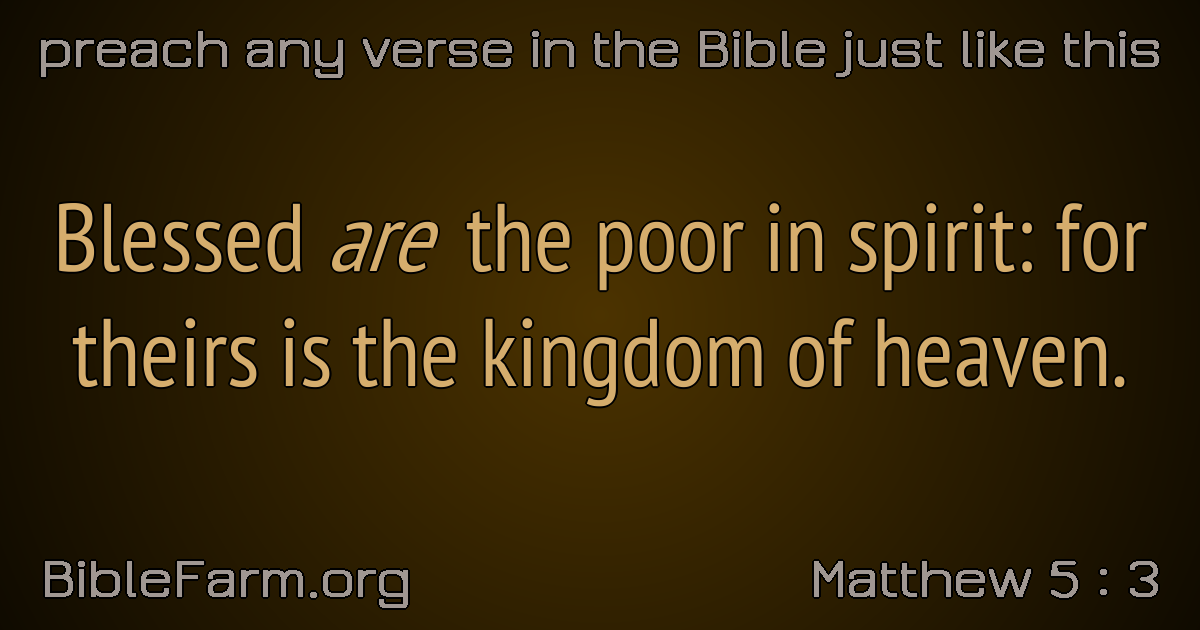 preach any verse in the Bible just like this
Blessed are the poor in spirit: for
theirs is the kingdom of heaven.
BibleFarm.org
Matthew 5 : 3